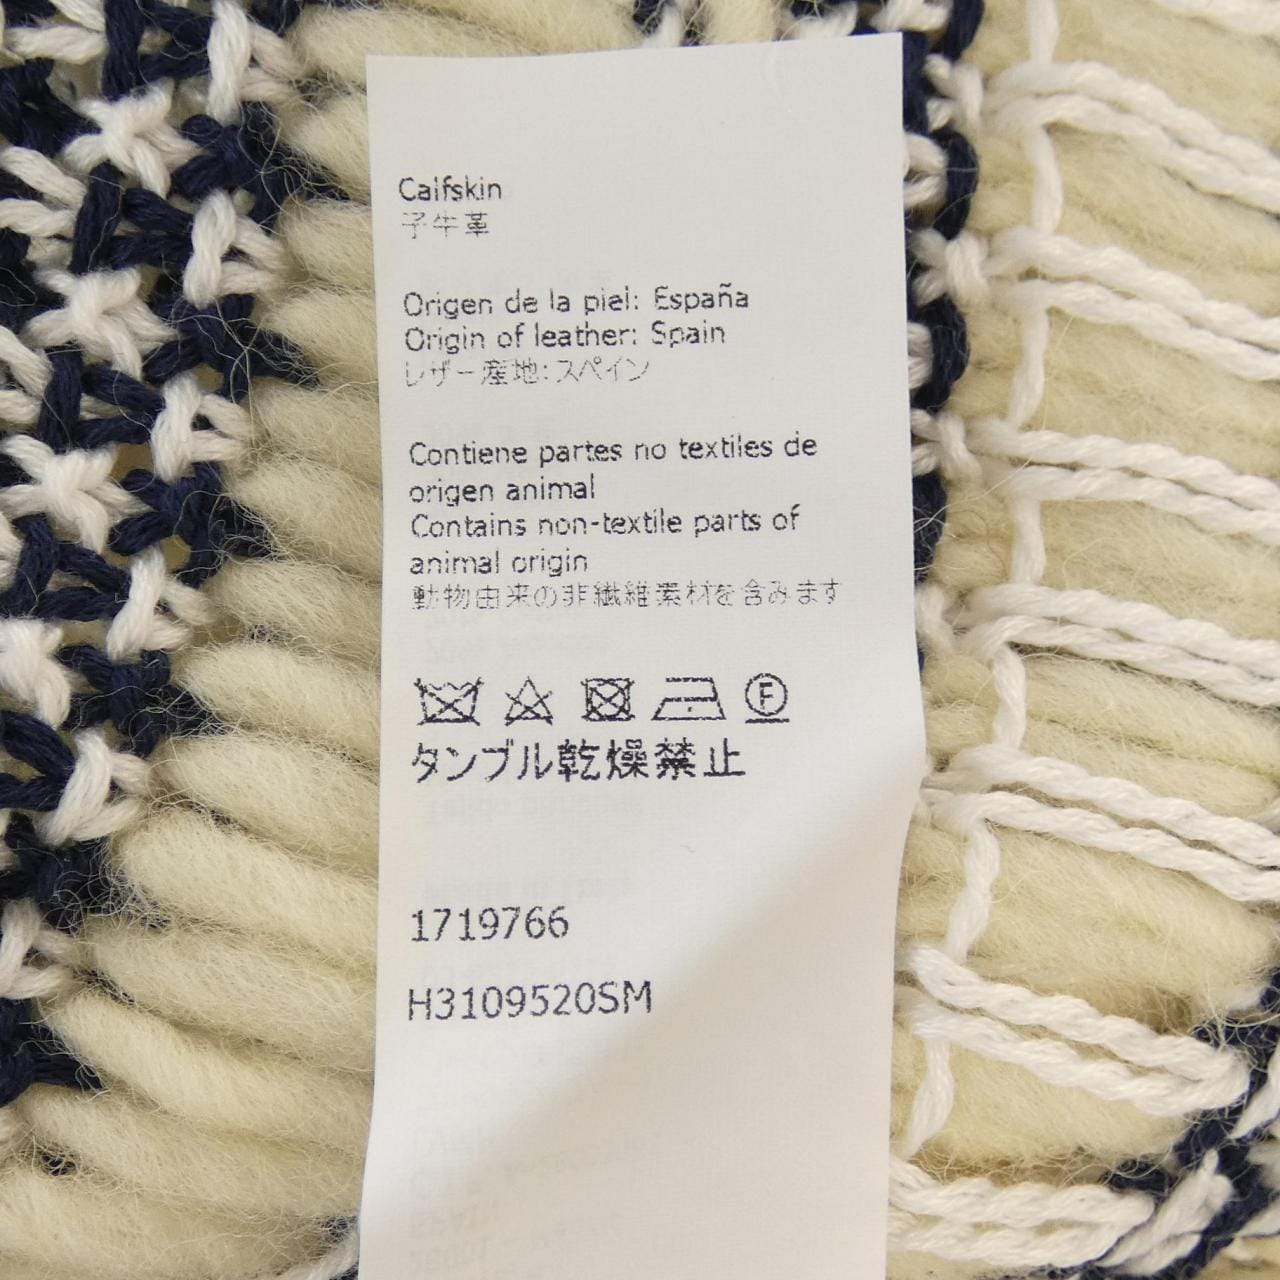 Calfskin
子牛革
Origen de la piel: España
Origin of leather: Spain
レザー産地:スペイン
Contiene partes no textiles de
origen animal
Contains non-textile parts of
animal origin
動物由来の非繊維素材を含みます
F
タンブル乾燥禁止
1719766
H3109520SM